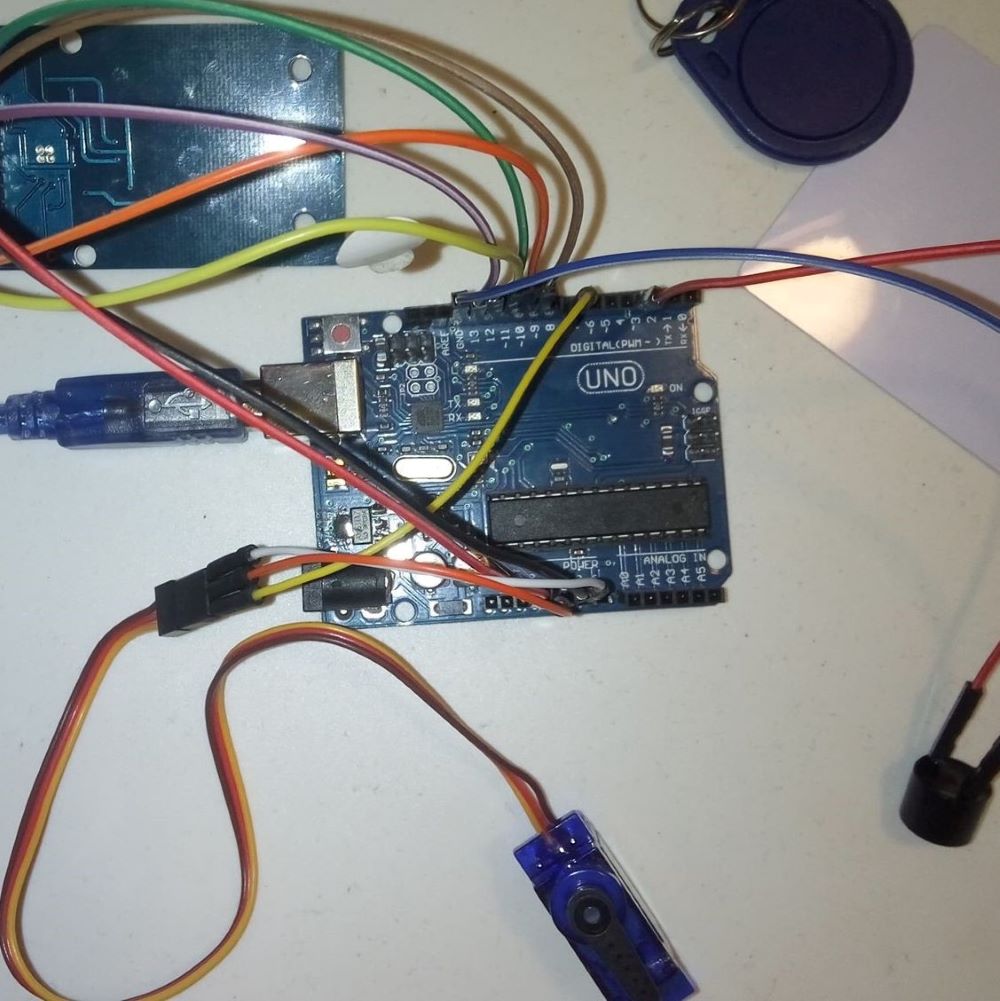 AREF
GND
13
12
~11
~10
~9
8
~6
~5
4
~3
2
TX→1
RX←0
DIGITAL(PWM ~)
UNO
ON
TX
RX
ICSP
POWER
ANALOG IN
A0
A1
A2
A3
A4
A5